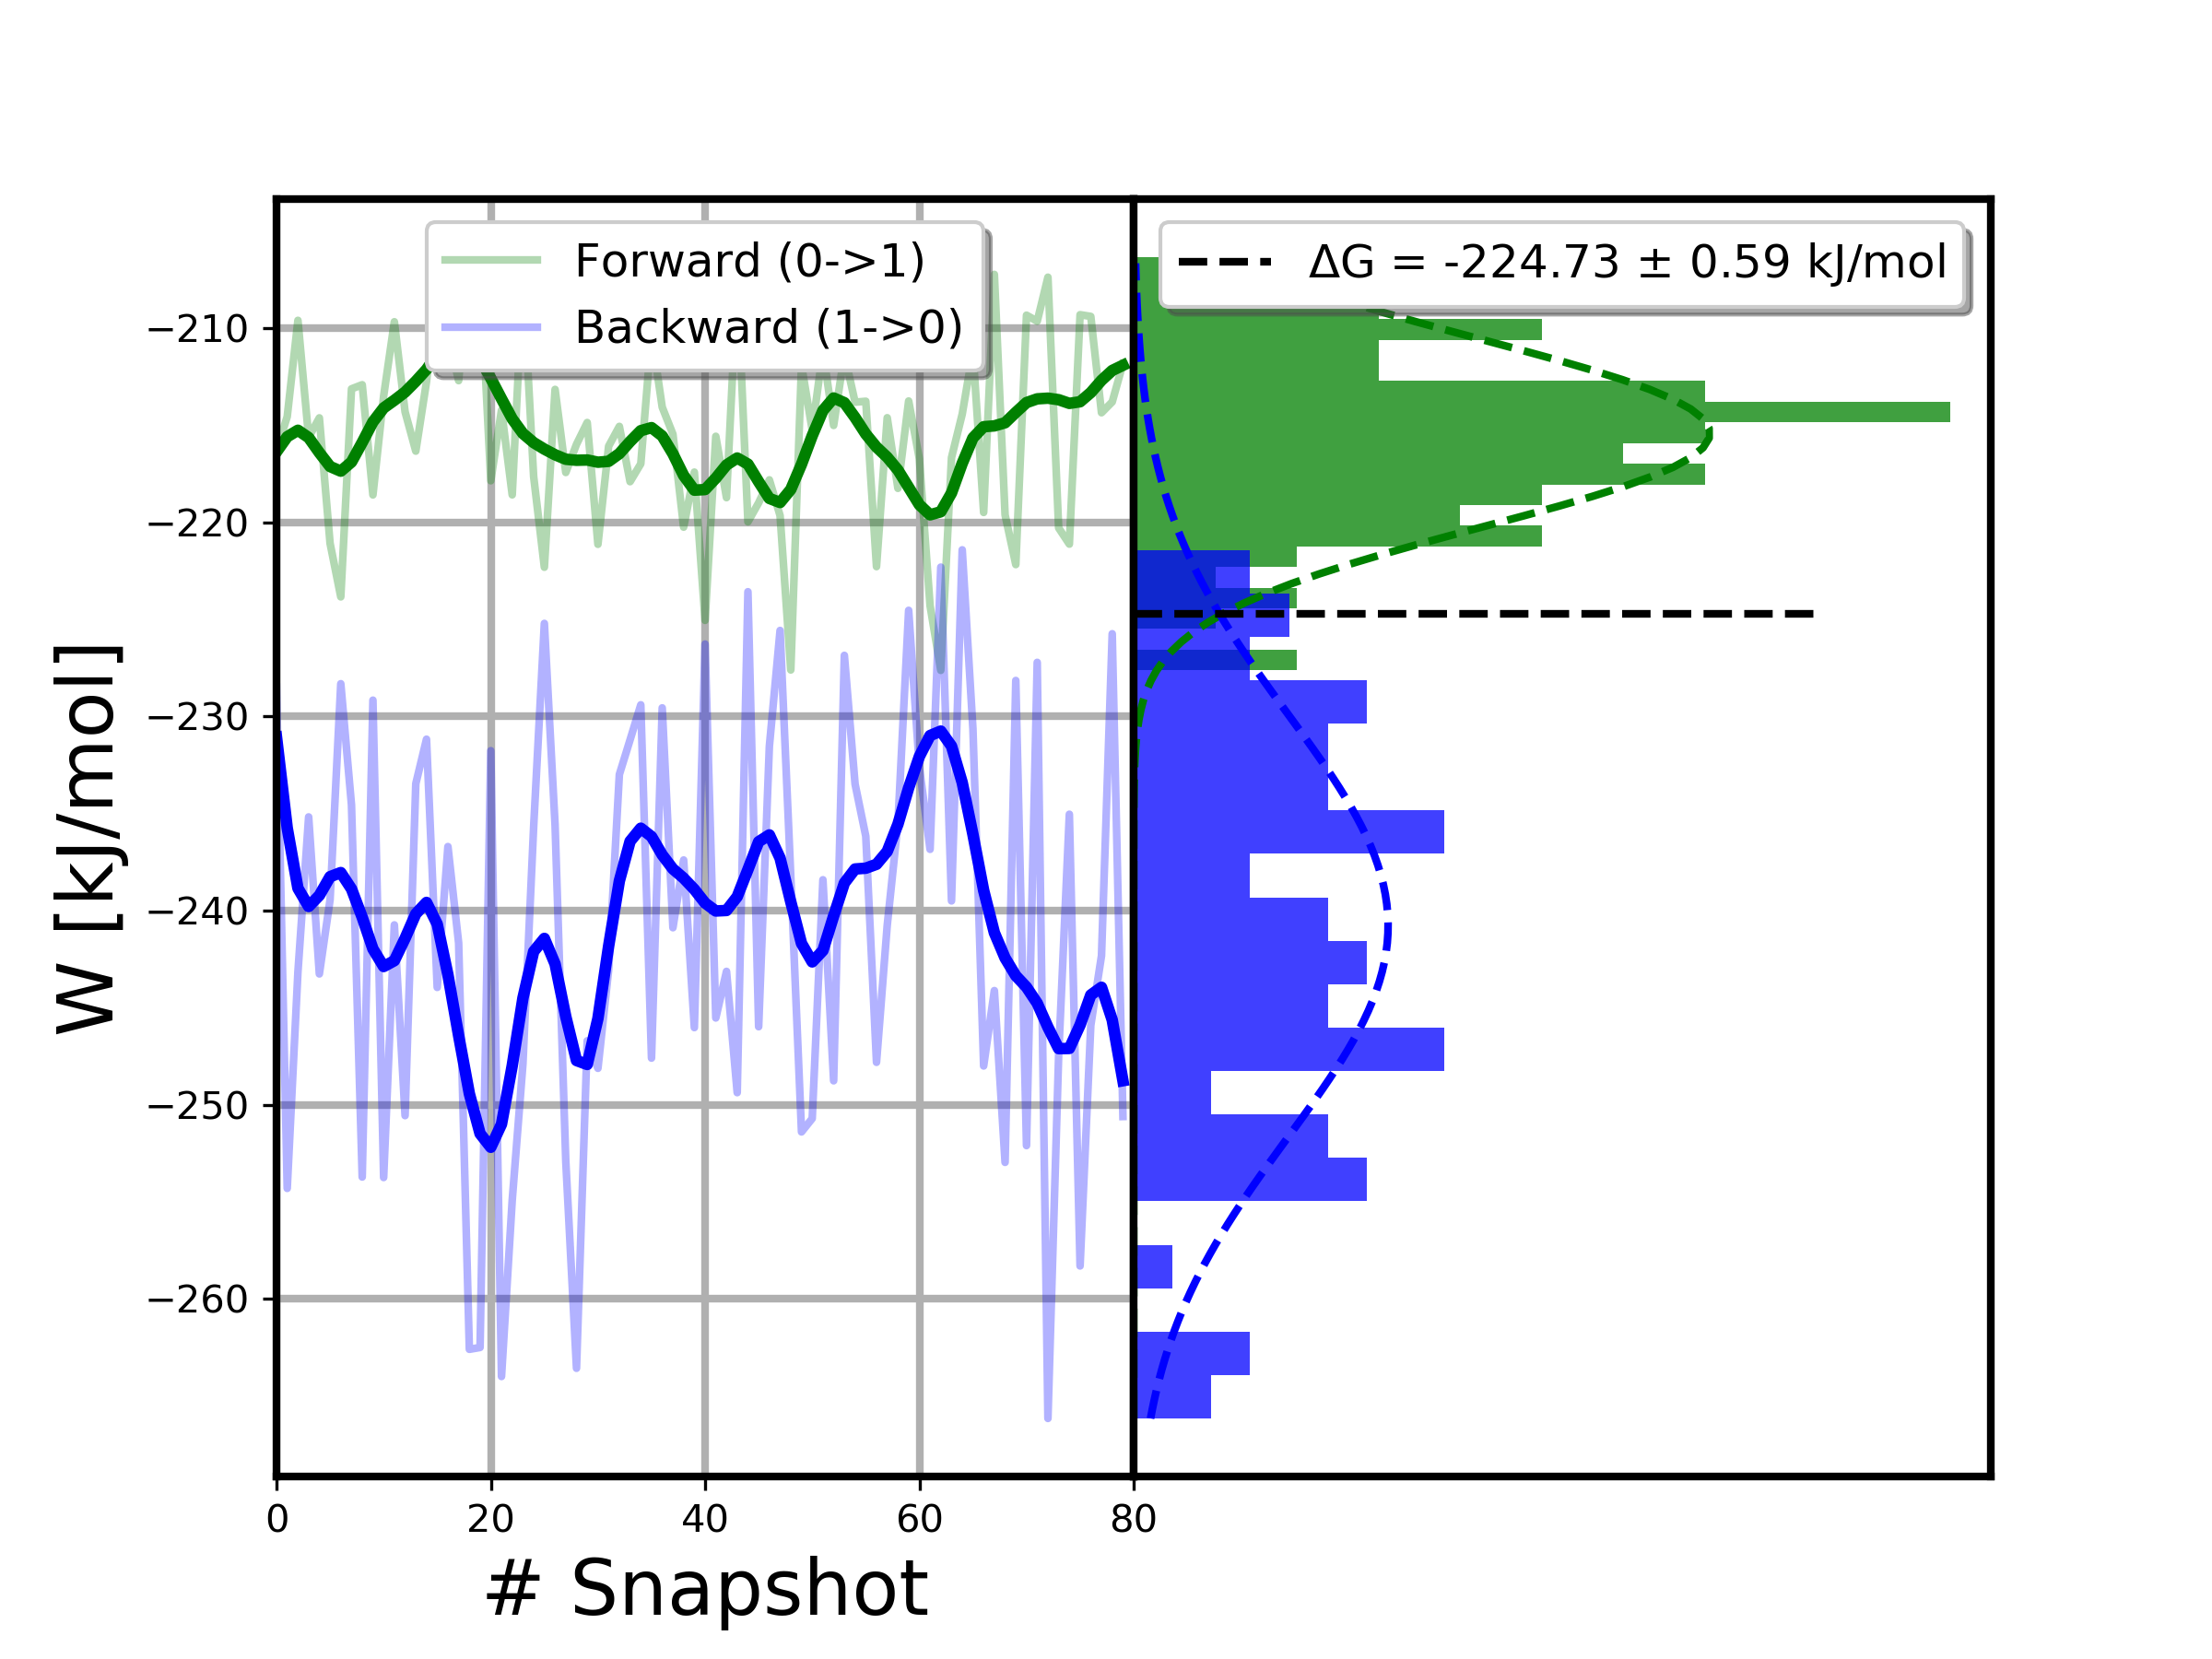 Forward (0->1)
Backward (1->0)
ΔG = -224.73 ± 0.59 kJ/mol
W [kJ/mol]
−210
−220
−230
−240
−250
−260
0 20 40 60 80
# Snapshot